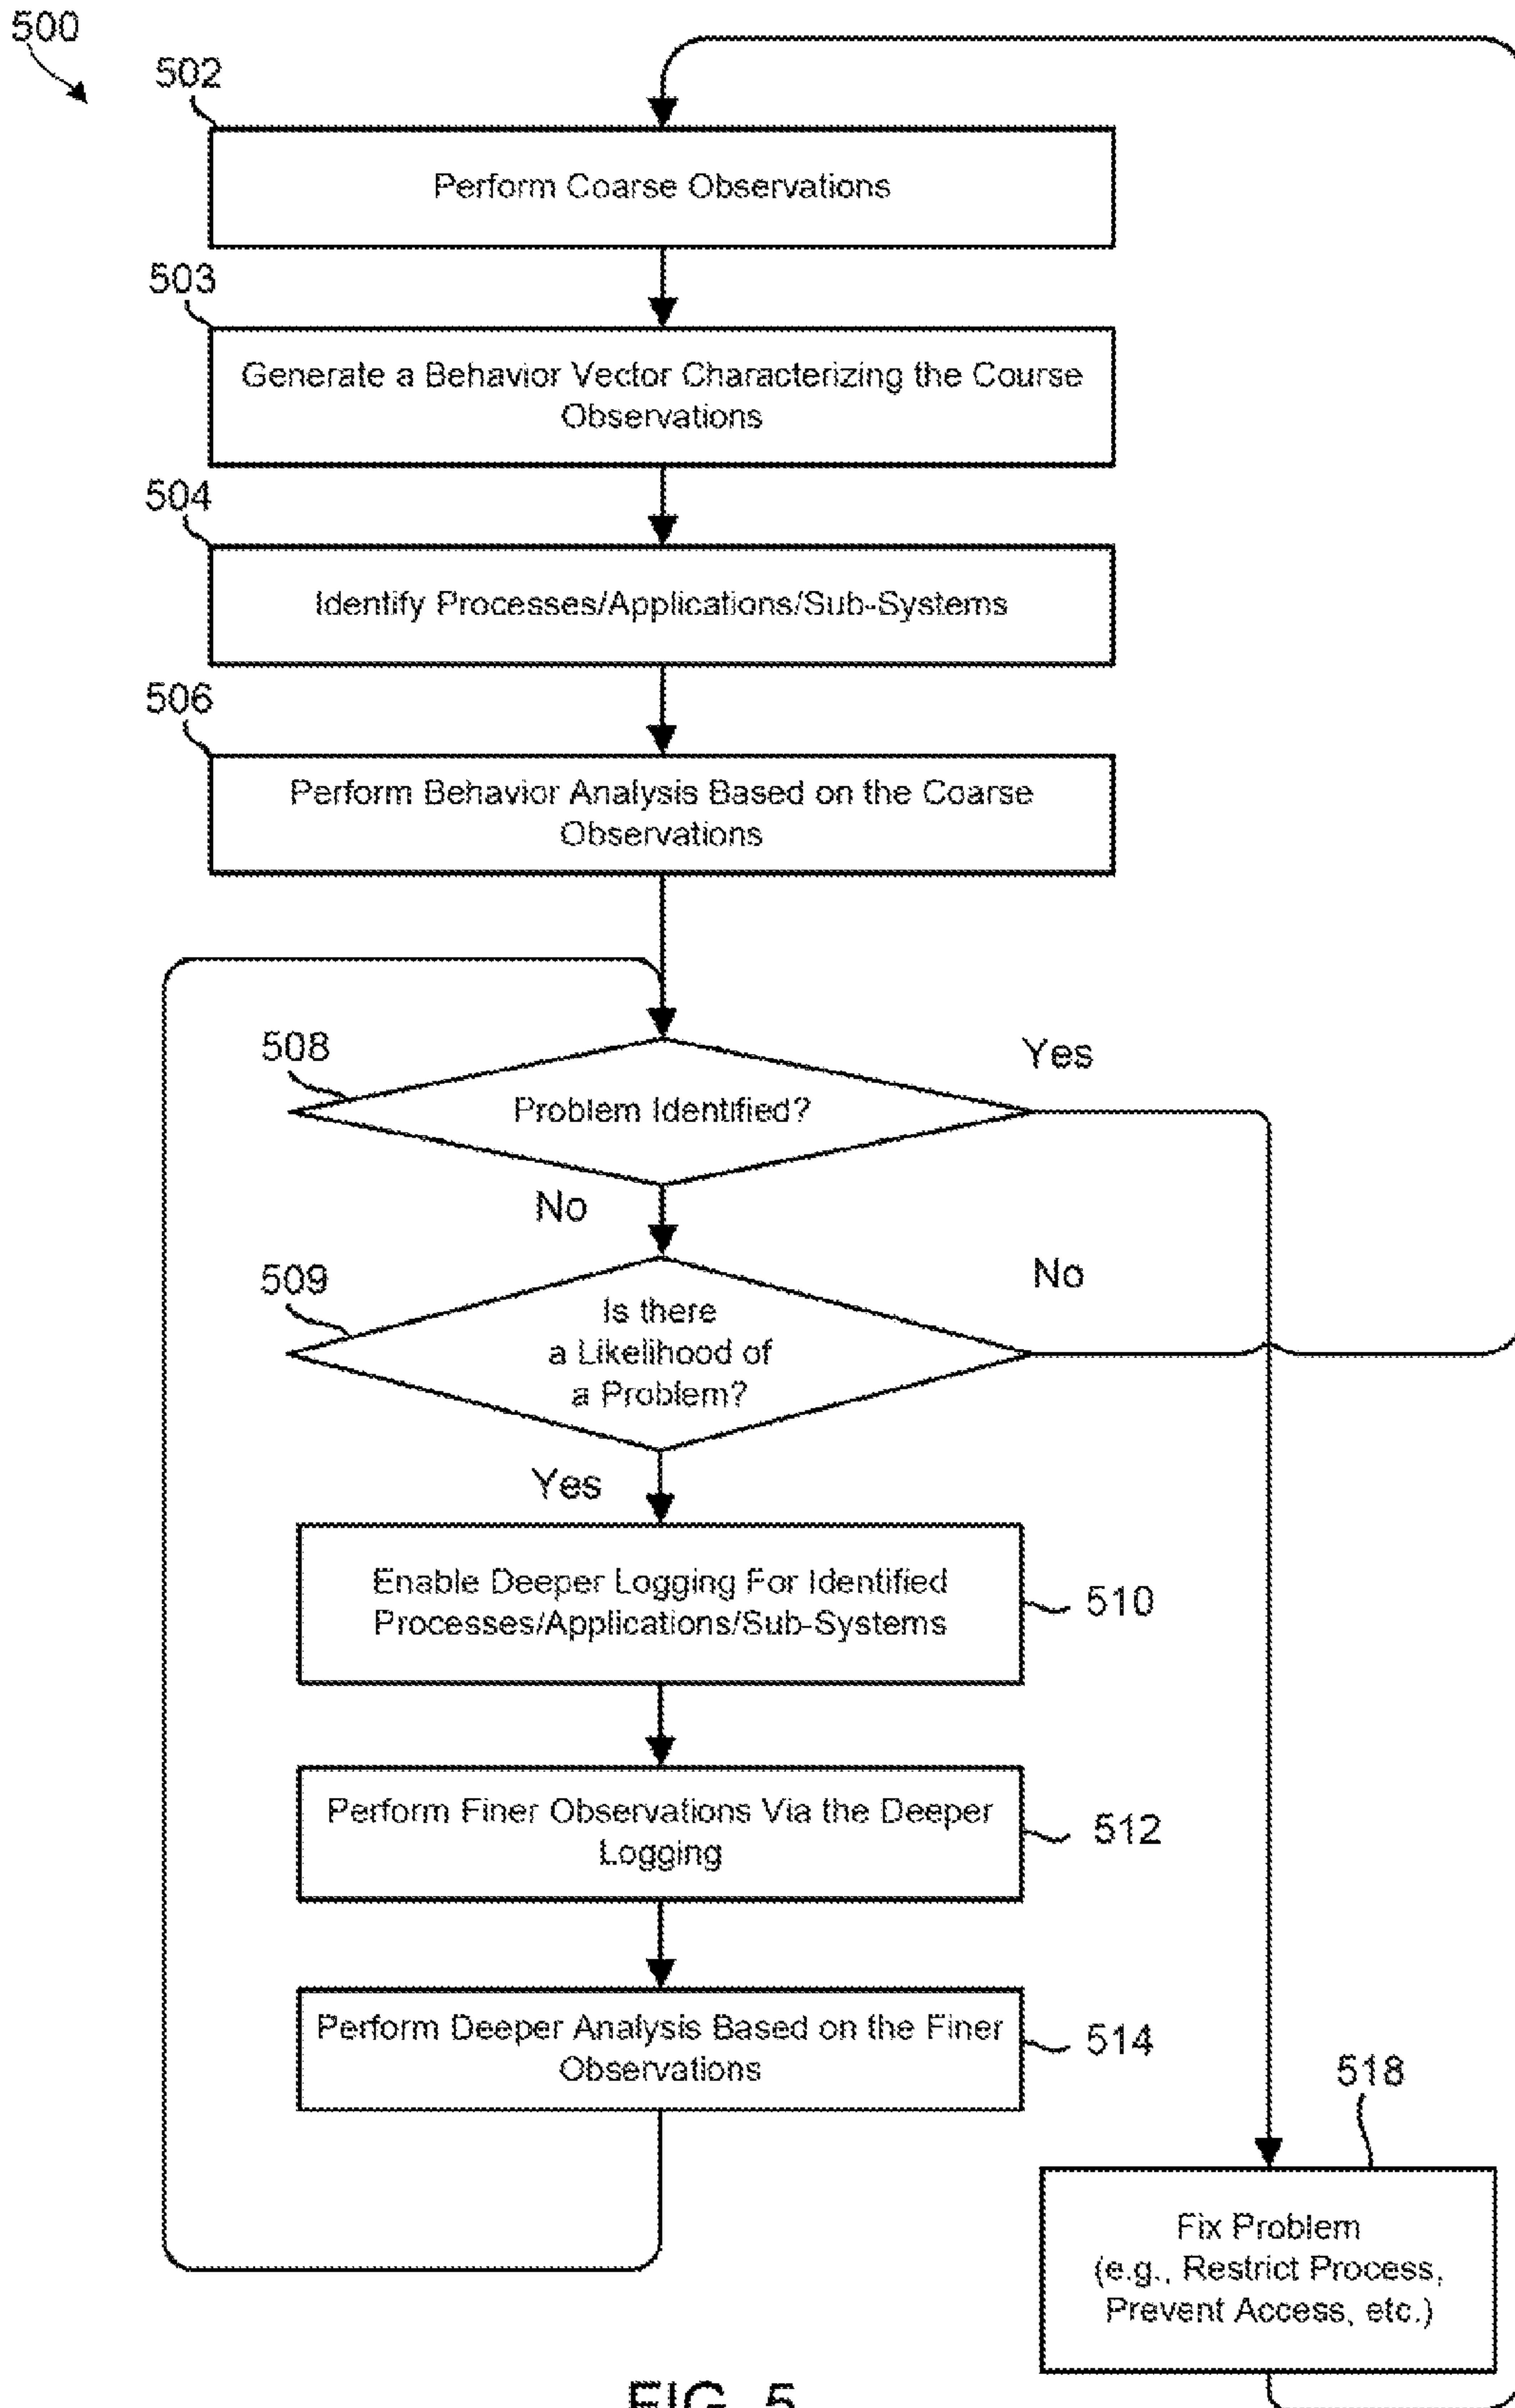 500
502
Perform Coarse Observations
503
Generate a Behavior Vector Characterizing the Course
Observations
504
Identify Processes/Applications/Sub-Systems
506
Perform Behavior Analysis Based on the Coarse
Observations
508
Problem Identified?
Yes
No
509
Is there
a Likelihood of
a Problem?
No
Yes
Enable Deeper Logging For Identified
Processes/Applications/Sub-Systems
510
Perform Finer Observations Via the Deeper
Logging
512
Perform Deeper Analysis Based on the Finer
Observations
514
518
Fix Problem
(e.g., Restrict Process,
Prevent Access, etc.)
FIG. 5